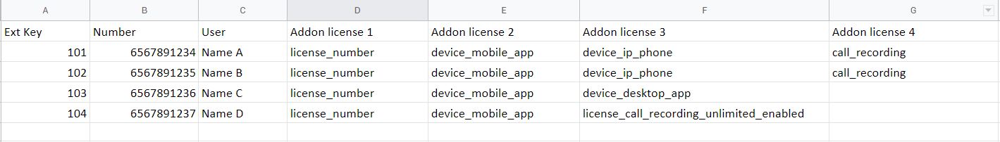 A B C D E F G
Ext Key Number User Addon license 1 Addon license 2 Addon license 3 Addon license 4
101 6567891234 Name A license_number device_mobile_app device_ip_phone call_recording
102 6567891235 Name B license_number device_mobile_app device_ip_phone call_recording
103 6567891236 Name C license_number device_mobile_app device_desktop_app
104 6567891237 Name D license_number device_mobile_app license_call_recording_unlimited_enabled